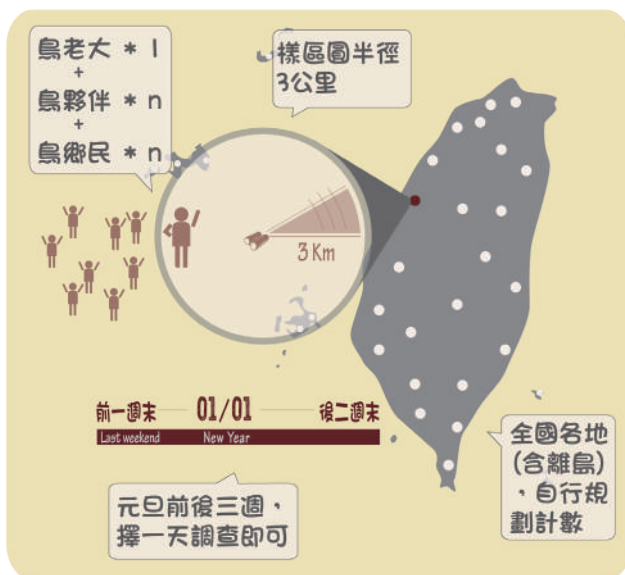 鳥老大 * 1
+
鳥夥伴 * n
+
鳥鄉民 * n
樣區圓半徑
3公里
3 Km
前一週末
01/01
後二週末
Last weekend
New Year
元旦前後三週，
擇一天調查即可
全國各地
(含離島)
，自行規
劃計數